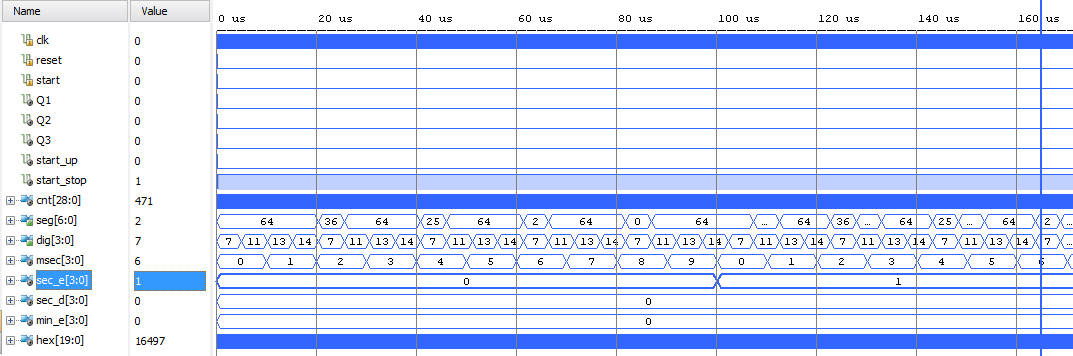 Name Value 0 us 20 us 40 us 60 us 80 us 100 us 120 us 140 us 160 us
clk 0
reset 0
start 0
Q1 0
Q2 0
Q3 0
start_up 0
start_stop 1
cnt[28:0] 471
seg[6:0] 2 64 36 64 25 64 2 64 0 64 ... 64 36 ... 64 25 ... 64 2 ...
dig[3:0] 7 7 11 13 14 7 11 13 14 7 11 13 14 7 11 13 14 7 11 13 14 7 11 13 14 7 11 13 14 7 11 13 14 7 ...
msec[3:0] 6 0 1 2 3 4 5 6 7 8 9 0 1 2 3 4 5 6
sec_e[3:0] 1 0 1
sec_d[3:0] 0 0
min_e[3:0] 0 0
hex[19:0] 16497